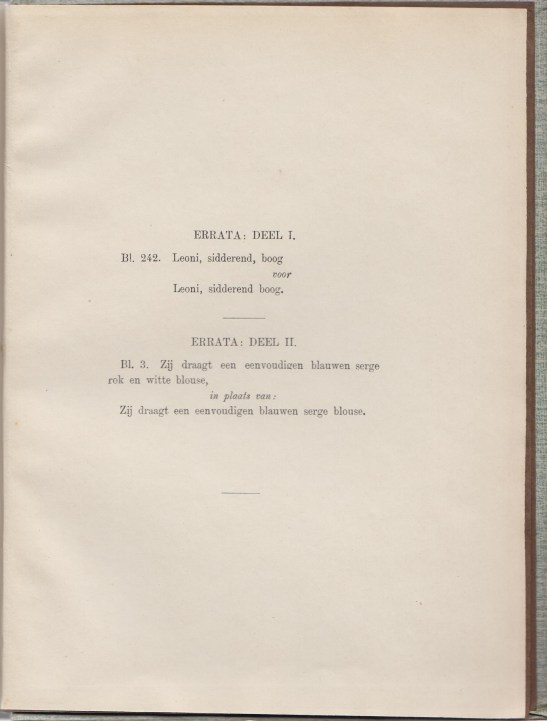 ERRATA: DEEL I.
Bl. 242. Leoni, sidderend, boog
voor
Leoni, sidderend boog.
ERRATA: DEEL II.
Bl. 3. Zij draagt een eenvoudigen blauwen serge
rok en witte blouse,
in plaats van:
Zij draagt een eenvoudigen blauwen serge blouse.